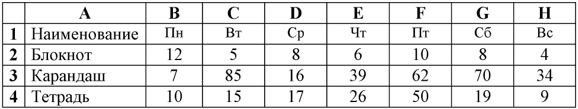 A B C D E F G H
1 Наименование Пн Вт Ср Чт Пт Сб Вс
2 Блокнот 12 5 8 6 10 8 4
3 Карандаш 7 85 16 39 62 70 34
4 Тетрадь 10 15 17 26 50 19 9